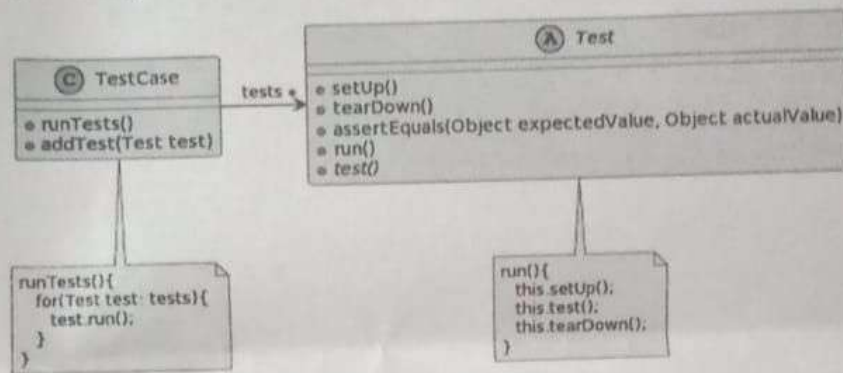 C TestCase
runTests()
addTest(Test test)
tests *
A Test
setUp()
tearDown()
assertEquals(Object expectedValue, Object actualValue)
run()
test()
runTests(){
for(Test test: tests){
test.run();
}
}
run(){
this.setUp();
this.test();
this.tearDown();
}